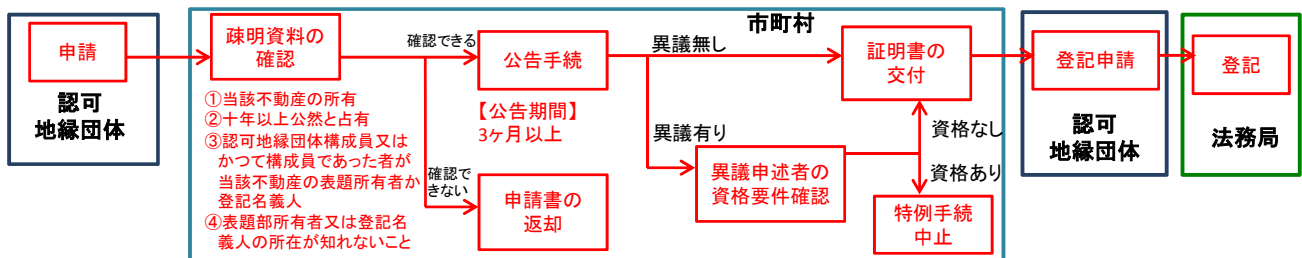 申請
認可
地縁団体
市町村
疎明資料の
確認
①当該不動産の所有
②十年以上公然と占有
③認可地縁団体構成員又は
かつて構成員であった者が
当該不動産の表題所有者か
登記名義人
④表題部所有者又は登記名
義人の所在が知れないこと
確認できる
確認で
きない
公告手続
【公告期間】
3ヶ月以上
申請書の
返却
異議無し
異議有り
異議申述者の
資格要件確認
証明書の
交付
資格なし
資格あり
特例手続
中止
登記申請
認可
地縁団体
登記
法務局